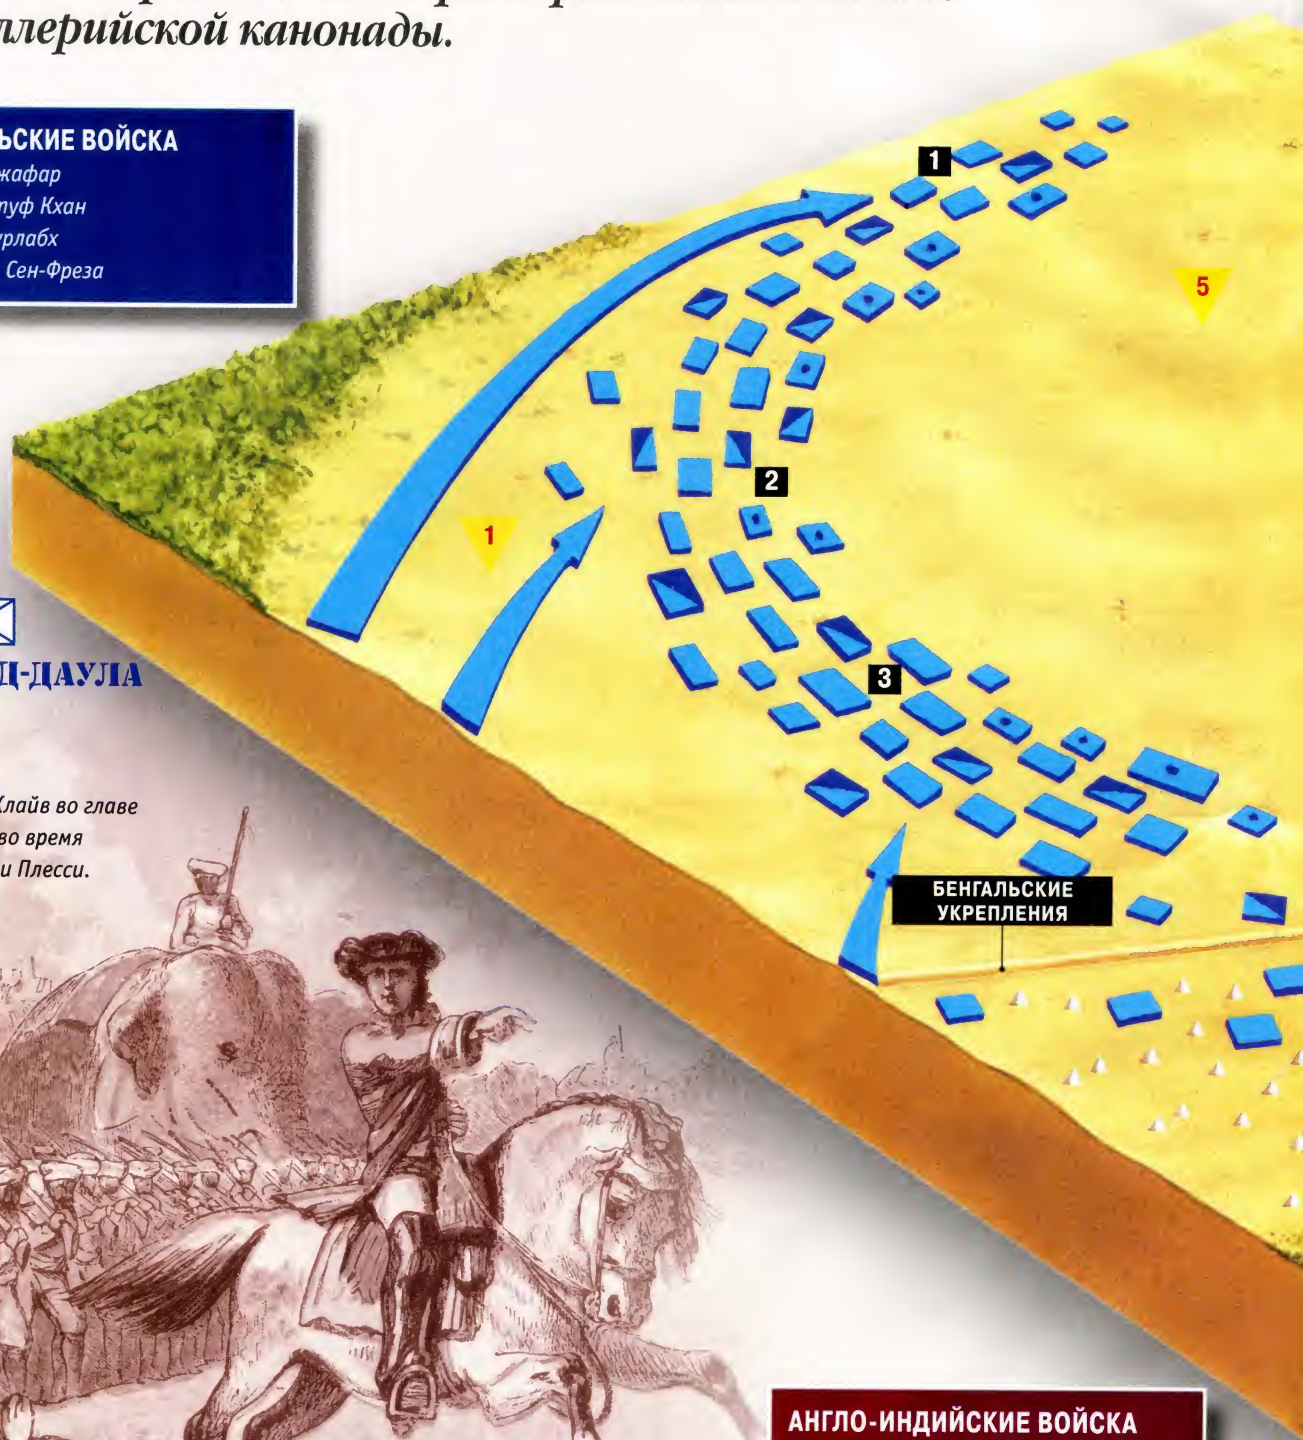 ллерийской канонады.
ЬСКИЕ ВОЙСКА
жафар
туф Кхан
урлабх
Сен-Фреза
1
5
2
1
3
Д-ДАУЛА
Клайв во главе
во время
и Плесси.
БЕНГАЛЬСКИЕ
УКРЕПЛЕНИЯ
АНГЛО-ИНДИЙСКИЕ ВОЙСКА